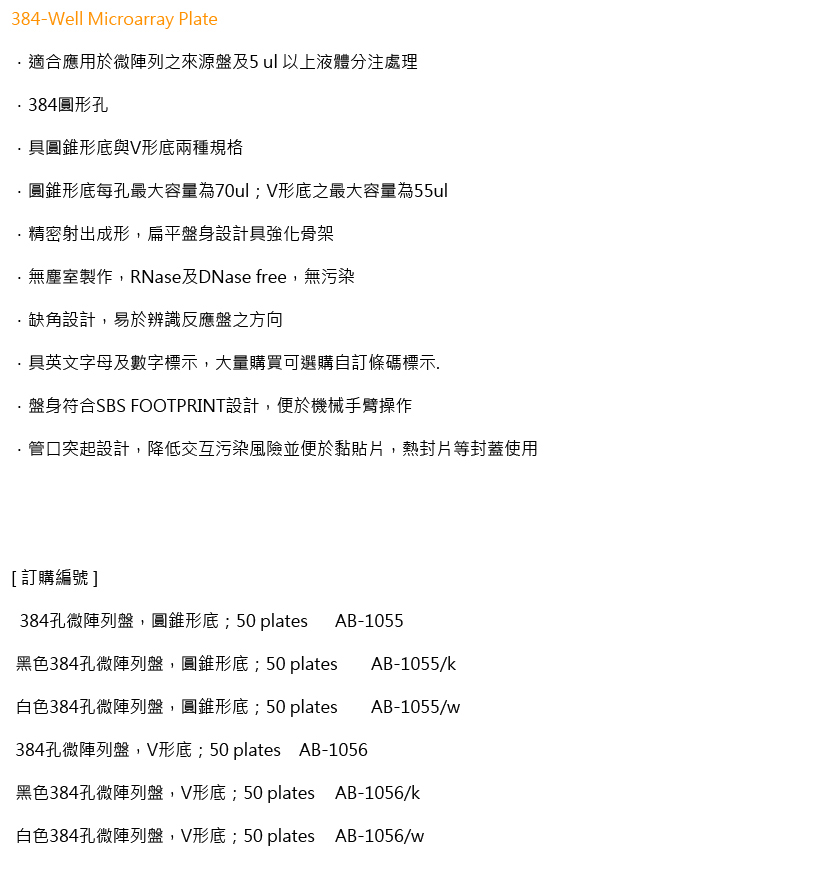 384-Well Microarray Plate
．適合應用於微陣列之來源盤及5 ul 以上液體分注處理
．384圓形孔
．具圓錐形底與V形底兩種規格
．圓錐形底每孔最大容量為70ul；V形底之最大容量為55ul
．精密射出成形，扁平盤身設計具強化骨架
．無塵室製作，RNase及DNase free，無污染
．缺角設計，易於辨識反應盤之方向
．具英文字母及數字標示，大量購買可選購自訂條碼標示.
．盤身符合SBS FOOTPRINT設計，便於機械手臂操作
．管口突起設計，降低交互污染風險並便於黏貼片，熱封片等封蓋使用
[ 訂購編號 ]
384孔微陣列盤，圓錐形底；50 plates AB-1055
黑色384孔微陣列盤，圓錐形底；50 plates AB-1055/k
白色384孔微陣列盤，圓錐形底；50 plates AB-1055/w
384孔微陣列盤，V形底；50 plates AB-1056
黑色384孔微陣列盤，V形底；50 plates AB-1056/k
白色384孔微陣列盤，V形底；50 plates AB-1056/w